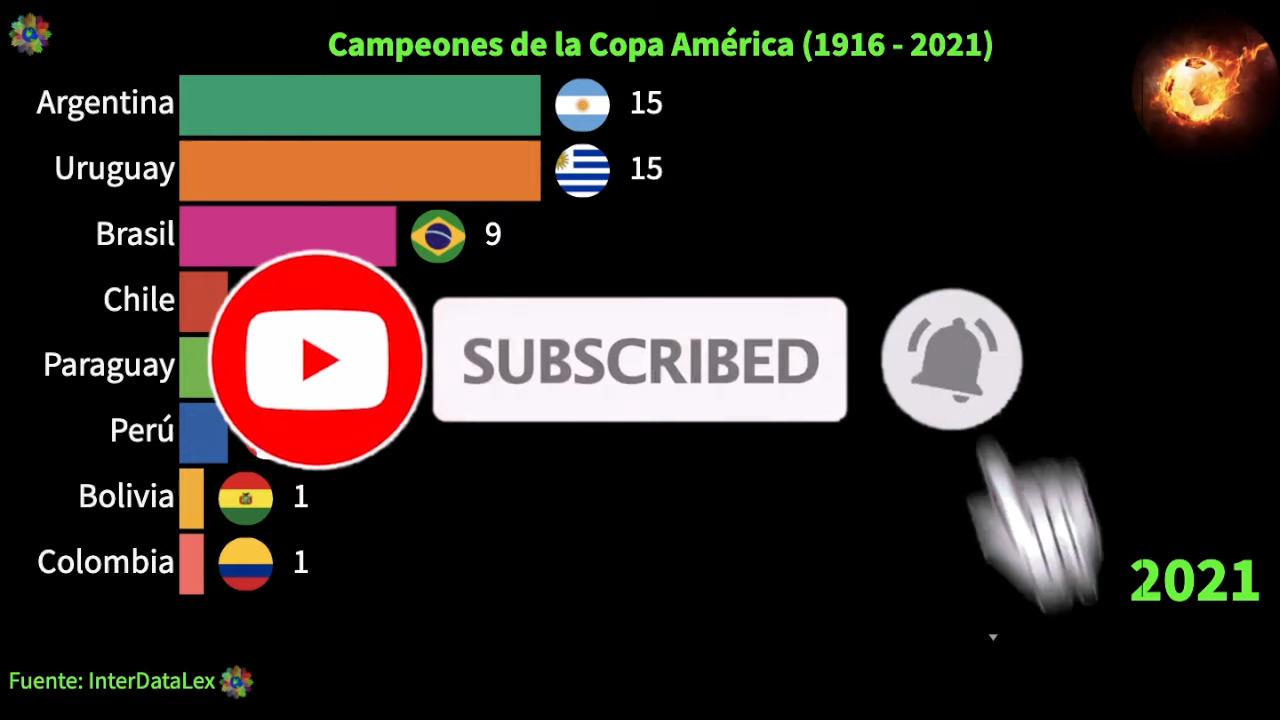 Campeones de la Copa América (1916 - 2021)
Argentina 15
Uruguay 15
Brasil 9
Chile
Paraguay
SUBSCRIBED
Perú
Bolivia 1
Colombia 1
2021
Fuente: InterDataLex